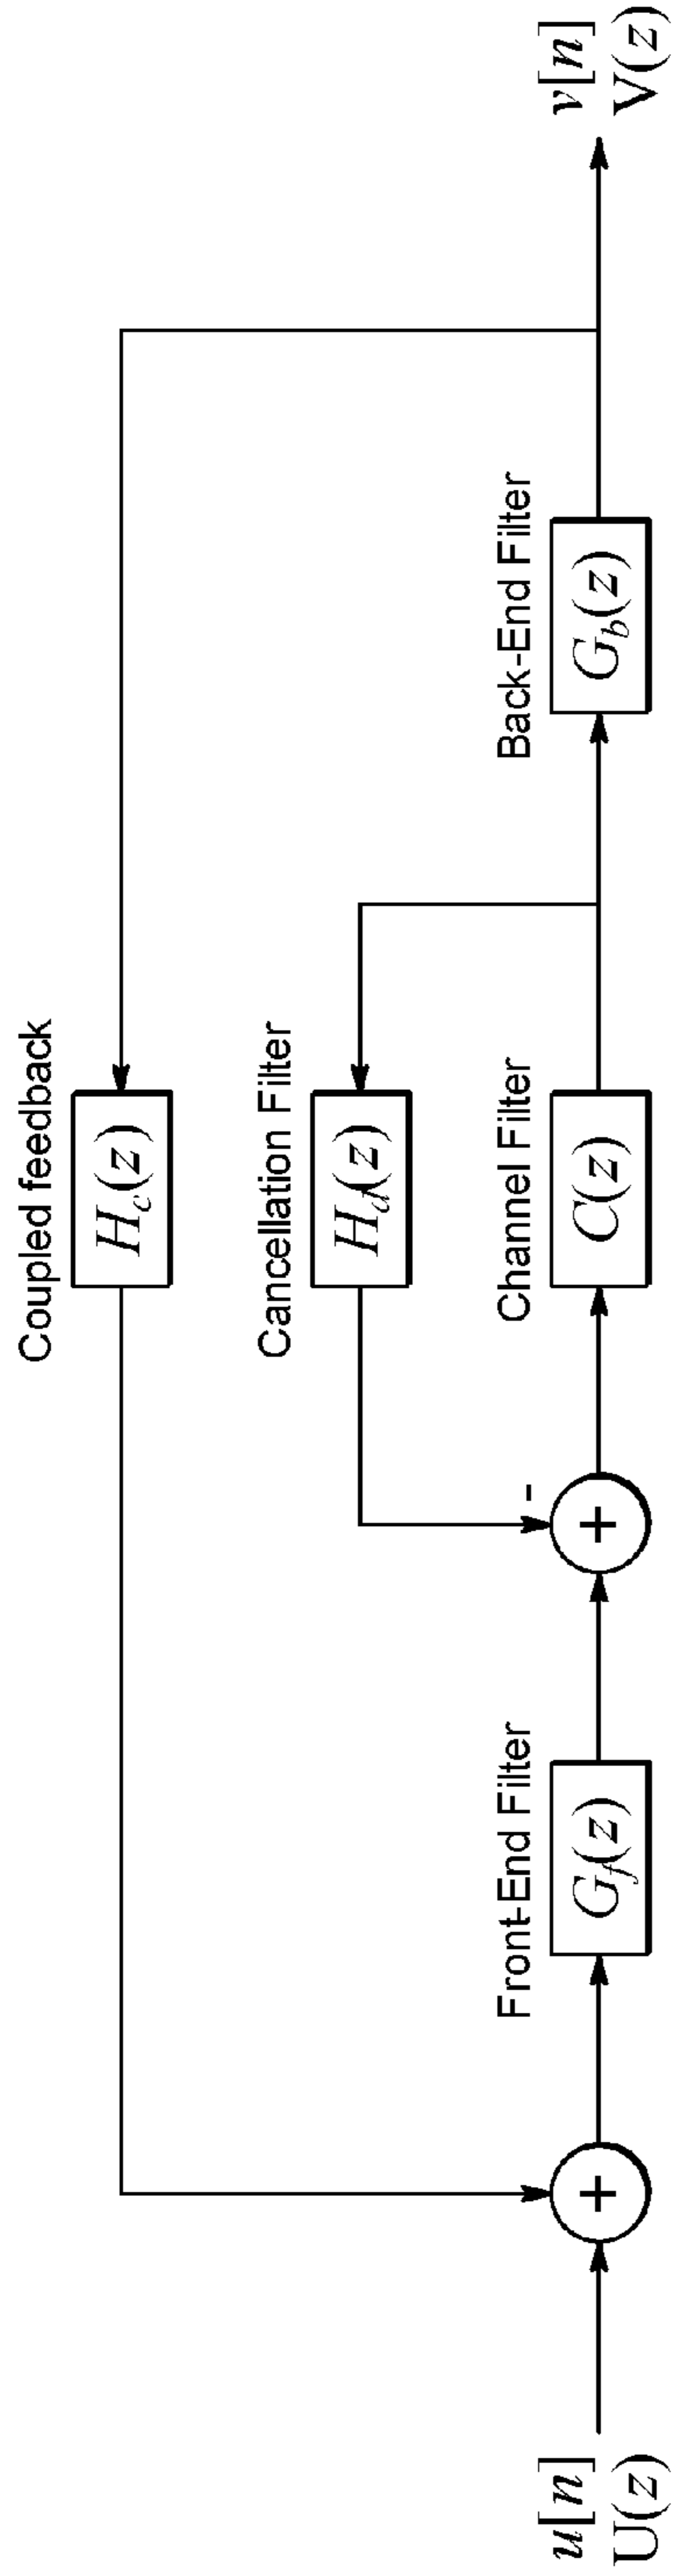 Coupled feedback
H_c(z)
Cancellation Filter
H_d(z)
-
Front-End Filter
Channel Filter
Back-End Filter
u[n]
U(z)
+
G_f(z)
+
C(z)
G_b(z)
v[n]
V(z)